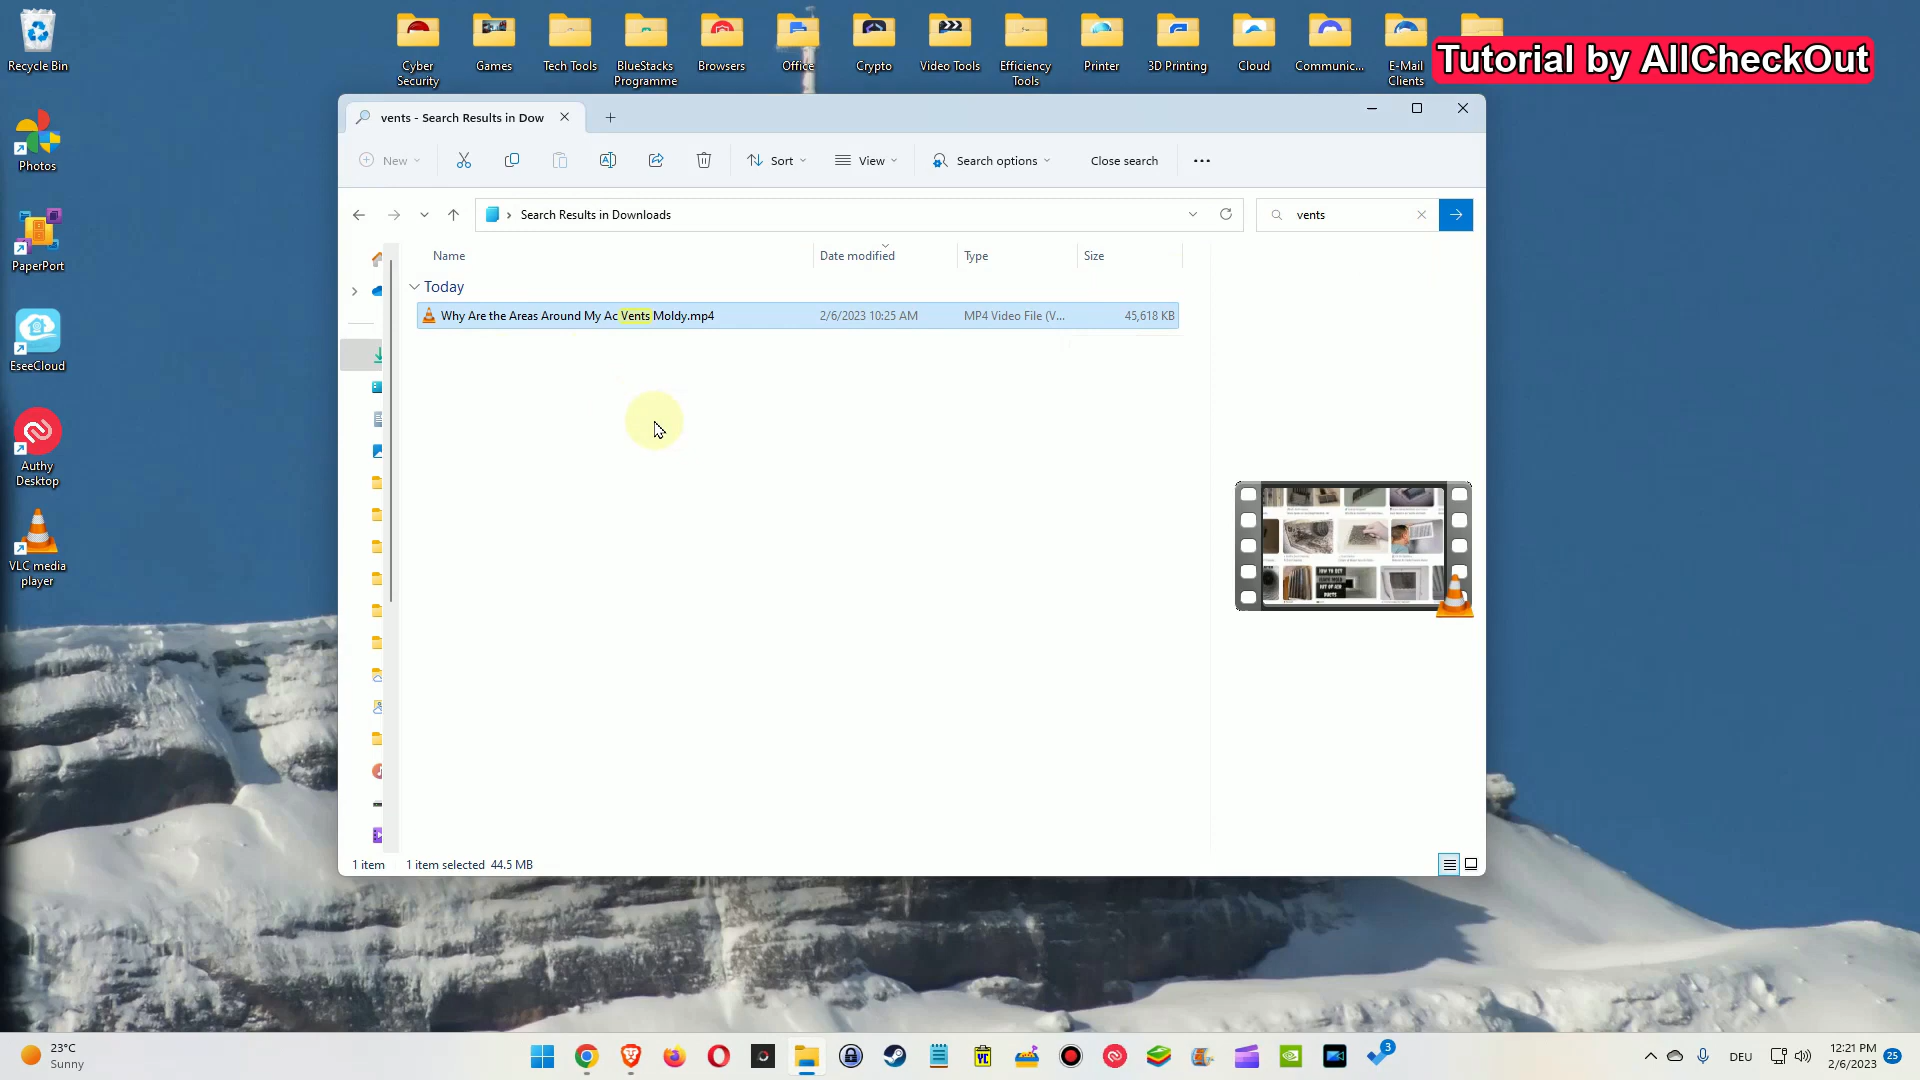 Recycle Bin
Photos
PaperPort
EseeCloud
Authy
Desktop
VLC media
player
Cyber
Security
Games
Tech Tools
BlueStacks
Programme
Browsers
Office
Crypto
Video Tools
Efficiency
Tools
Printer
3D Printing
Cloud
Communic...
E-Mail
Clients
Tutorial by AllCheckOut
vents - Search Results in Dow
New
Sort
View
Search options
Close search
Search Results in Downloads
vents
Name
Date modified
Type
Size
Today
Why Are the Areas Around My Ac Vents Moldy.mp4
2/6/2023 10:25 AM
MP4 Video File (V...
45,618 KB
HOW TO GET
1 item
1 item selected 44.5 MB
23°C
Sunny
3
DEU
12:21 PM
2/6/2023
25